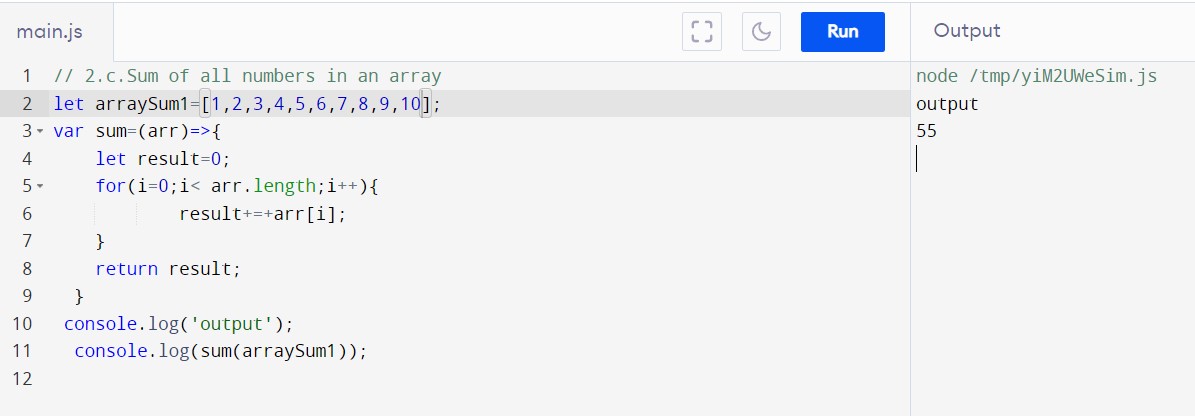 main.js
Run
Output
1 // 2.c.Sum of all numbers in an array
2 let arraySum1=[1,2,3,4,5,6,7,8,9,10];
3 var sum=(arr)=>{
4 let result=0;
5 for(i=0;i< arr.length;i++){
6 result+=+arr[i];
7 }
8 return result;
9 }
10 console.log('output');
11 console.log(sum(arraySum1));
12
node /tmp/yiM2UWeSim.js
output
55